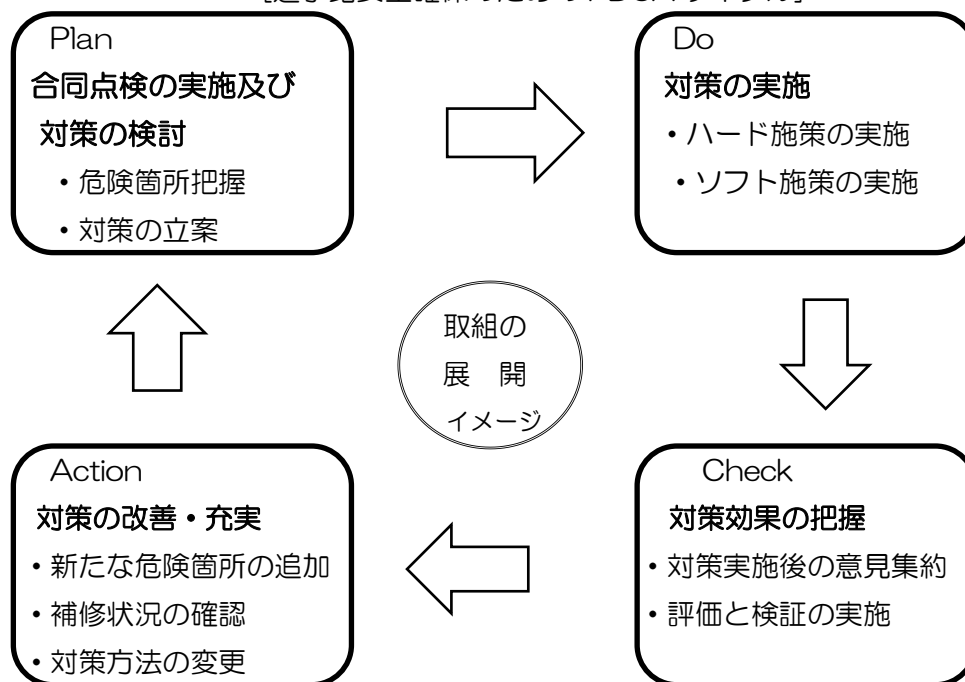 Plan
合同点検の実施及び
対策の検討
・危険箇所把握
・対策の立案
Do
対策の実施
・ハード施策の実施
・ソフト施策の実施
取組の
展 開
イメージ
Action
対策の改善・充実
・新たな危険箇所の追加
・補修状況の確認
・対策方法の変更
Check
対策効果の把握
・対策実施後の意見集約
・評価と検証の実施